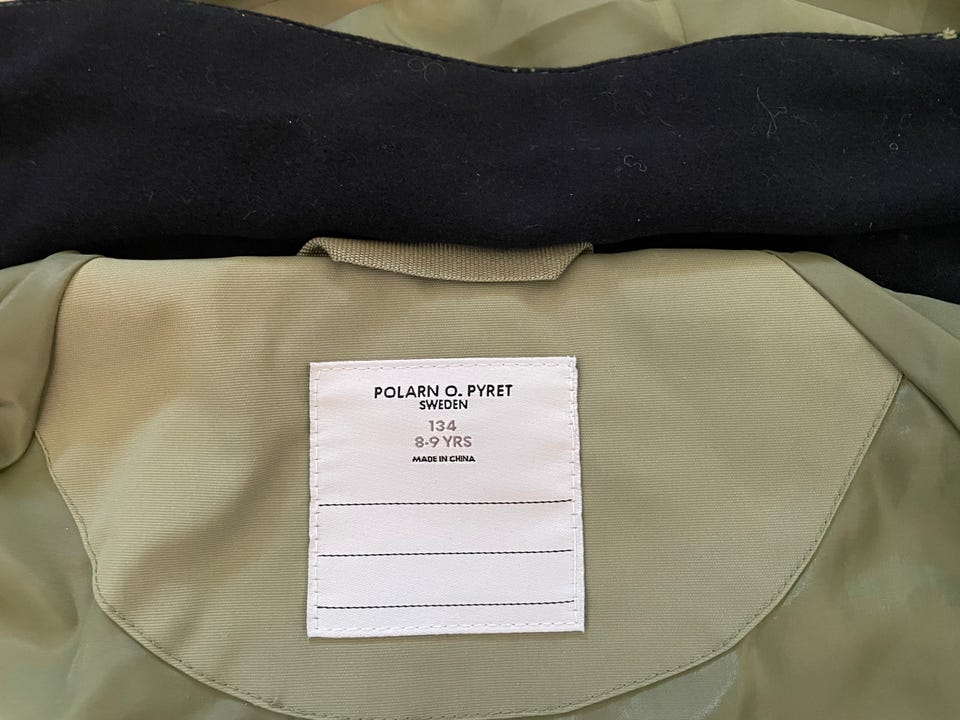 POLARN O. PYRET
SWEDEN
134
8-9 YRS
MADE IN CHINA